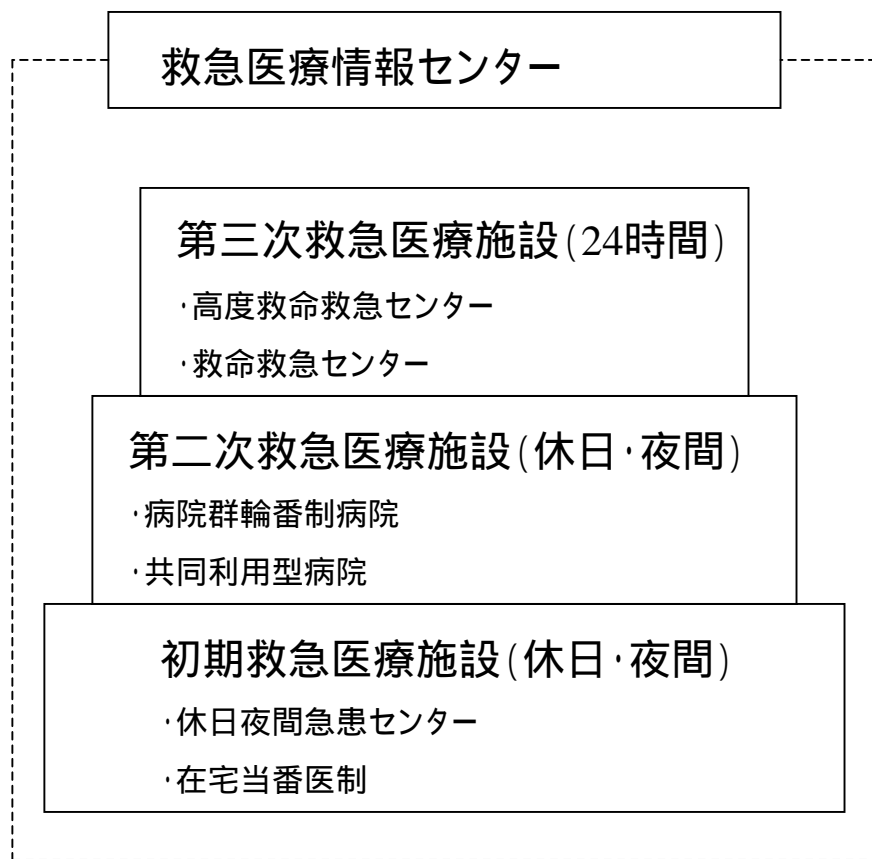 救急医療情報センター
第三次救急医療施設(24時間)
・高度救命救急センター
・救命救急センター
第二次救急医療施設(休日・夜間)
・病院群輪番制病院
・共同利用型病院
初期救急医療施設(休日・夜間)
・休日夜間急患センター
・在宅当番医制